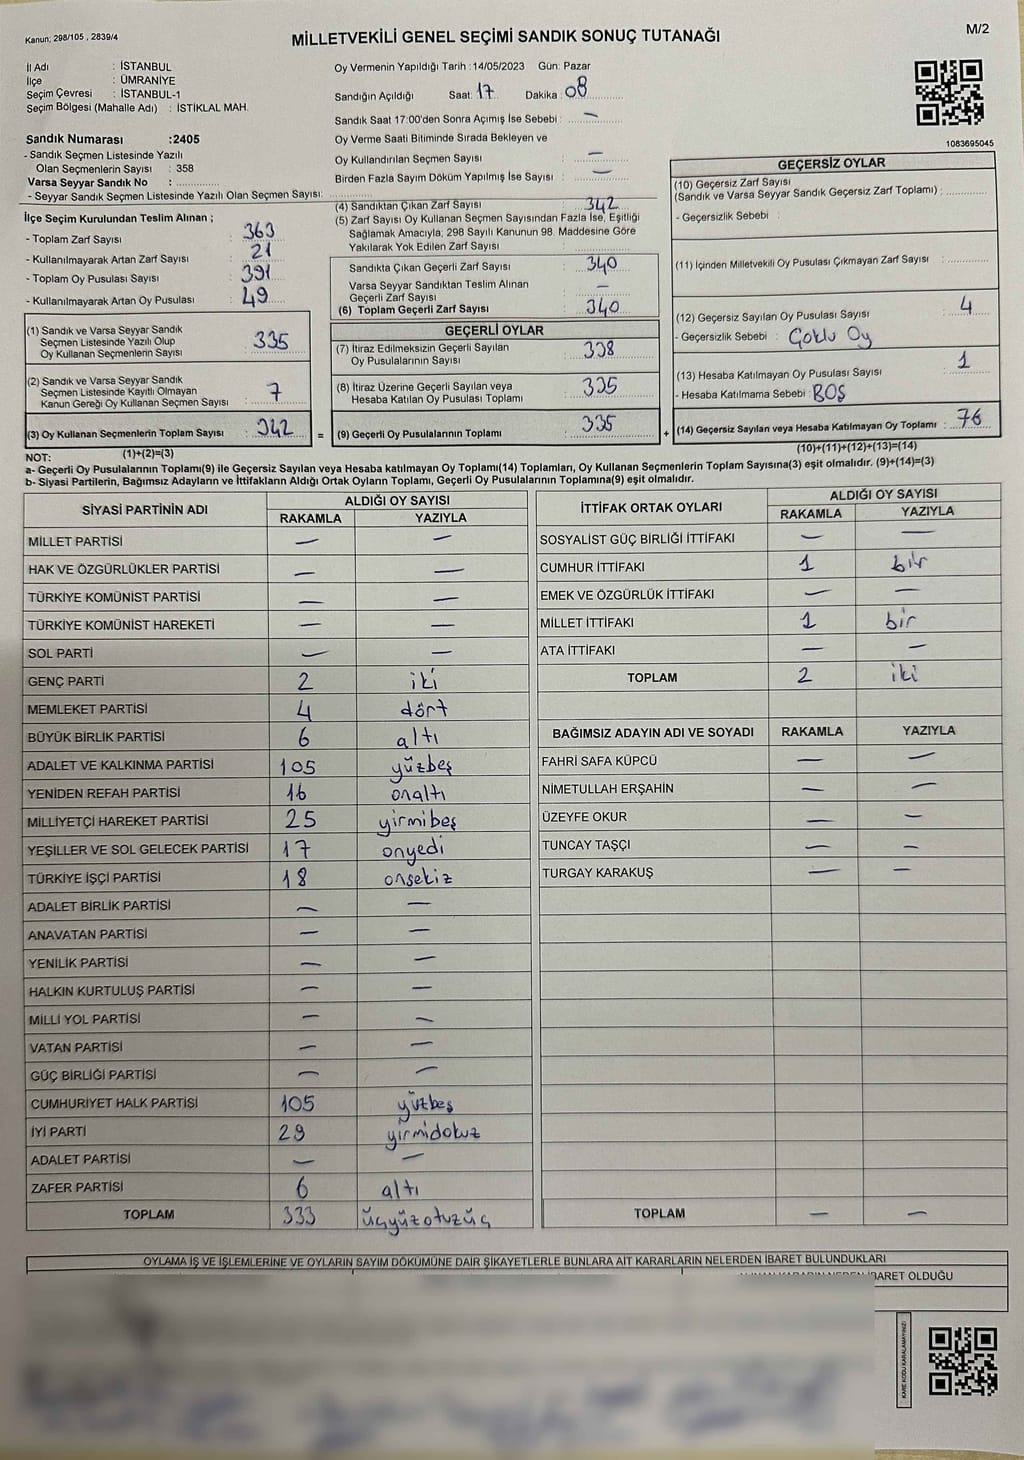 Kanun; 298/105 , 2839/4
MİLLETVEKİLİ GENEL SEÇİMİ SANDIK SONUÇ TUTANAĞI
M/2
İl Adı : İSTANBUL
İlçe : ÜMRANİYE
Seçim Çevresi : İSTANBUL-1
Seçim Bölgesi (Mahalle Adı) : İSTİKLAL MAH.
Sandık Numarası :2405
- Sandık Seçmen Listesinde Yazılı
Olan Seçmenlerin Sayısı : 358
Varsa Seyyar Sandık No : ............
- Seyyar Sandık Seçmen Listesinde Yazılı Olan Seçmen Sayısı: ............
Oy Vermenin Yapıldığı Tarih :14/05/2023 Gün: Pazar
Sandığın Açıldığı Saat: 17 Dakika : 08
Sandık Saat 17:00'den Sonra Açımış İse Sebebi : —
Oy Verme Saati Bitiminde Sırada Bekleyen ve
Oy Kullandırılan Seçmen Sayısı : —
Birden Fazla Sayım Döküm Yapılmış İse Sayısı : —
1083695045
İlçe Seçim Kurulundan Teslim Alınan ;
- Toplam Zarf Sayısı : 363
- Kullanılmayarak Artan Zarf Sayısı : 21
- Toplam Oy Pusulası Sayısı : 391
- Kullanılmayarak Artan Oy Pusulası : 49
(1) Sandık ve Varsa Seyyar Sandık
Seçmen Listesinde Yazılı Olup
Oy Kullanan Seçmenlerin Sayısı : 335
(2) Sandık ve Varsa Seyyar Sandık
Seçmen Listesinde Kayıtlı Olmayan
Kanun Gereği Oy Kullanan Seçmen Sayısı : 7
(3) Oy Kullanan Seçmenlerin Toplam Sayısı : 342 =
(4) Sandıktan Çıkan Zarf Sayısı : 342
(5) Zarf Sayısı Oy Kullanan Seçmen Sayısından Fazla İse, Eşitliği
Sağlamak Amacıyla; 298 Sayılı Kanunun 98. Maddesine Göre
Yakılarak Yok Edilen Zarf Sayısı : ............
Sandıkta Çıkan Geçerli Zarf Sayısı : 340
Varsa Seyyar Sandıktan Teslim Alınan
Geçerli Zarf Sayısı : —
(6) Toplam Geçerli Zarf Sayısı : 340
GEÇERLİ OYLAR
(7) İtiraz Edilmeksizin Geçerli Sayılan
Oy Pusulalarının Sayısı : 338
(8) İtiraz Üzerine Geçerli Sayılan veya
Hesaba Katılan Oy Pusulası Toplamı : 335
(9) Geçerli Oy Pusulalarının Toplamı : 335 +
GEÇERSİZ OYLAR
(10) Geçersiz Zarf Sayısı
(Sandık ve Varsa Seyyar Sandık Geçersiz Zarf Toplamı) : ............
- Geçersizlik Sebebi :
(11) İçinden Milletvekili Oy Pusulası Çıkmayan Zarf Sayısı : ............
(12) Geçersiz Sayılan Oy Pusulası Sayısı : 4
- Geçersizlik Sebebi : Çoklu Oy
(13) Hesaba Katılmayan Oy Pusulası Sayısı : 1
- Hesaba Katılmama Sebebi : BOŞ
(14) Geçersiz Sayılan veya Hesaba Katılmayan Oy Toplamı : 76
NOT: (1)+(2)=(3)
(10)+(11)+(12)+(13)=(14)
a- Geçerli Oy Pusulalarının Toplamı(9) ile Geçersiz Sayılan veya Hesaba katılmayan Oy Toplamı(14) Toplamları, Oy Kullanan Seçmenlerin Toplam Sayısına(3) eşit olmalıdır. (9)+(14)=(3)
b- Siyasi Partilerin, Bağımsız Adayların ve İttifakların Aldığı Ortak Oyların Toplamı, Geçerli Oy Pusulalarının Toplamına(9) eşit olmalıdır.
SİYASİ PARTİNİN ADI ALDIĞI OY SAYISI
RAKAMLA YAZIYLA
MİLLET PARTİSİ — —
HAK VE ÖZGÜRLÜKLER PARTİSİ — —
TÜRKİYE KOMÜNİST PARTİSİ — —
TÜRKİYE KOMÜNİST HAREKETİ — —
SOL PARTİ — —
GENÇ PARTİ 2 iki
MEMLEKET PARTİSİ 4 dört
BÜYÜK BİRLİK PARTİSİ 6 altı
ADALET VE KALKINMA PARTİSİ 105 yüzbeş
YENİDEN REFAH PARTİSİ 16 onaltı
MİLLİYETÇİ HAREKET PARTİSİ 25 yirmibeş
YEŞİLLER VE SOL GELECEK PARTİSİ 17 onyedi
TÜRKİYE İŞÇİ PARTİSİ 18 onsekiz
ADALET BİRLİK PARTİSİ — —
ANAVATAN PARTİSİ — —
YENİLİK PARTİSİ — —
HALKIN KURTULUŞ PARTİSİ — —
MİLLİ YOL PARTİSİ — —
VATAN PARTİSİ — —
GÜÇ BİRLİĞİ PARTİSİ — —
CUMHURİYET HALK PARTİSİ 105 yüzbeş
İYİ PARTİ 29 yirmidokuz
ADALET PARTİSİ — —
ZAFER PARTİSİ 6 altı
TOPLAM 333 üçyüzotuzüç
İTTİFAK ORTAK OYLARI ALDIĞI OY SAYISI
RAKAMLA YAZIYLA
SOSYALİST GÜÇ BİRLİĞİ İTTİFAKI — —
CUMHUR İTTİFAKI 1 bir
EMEK VE ÖZGÜRLÜK İTTİFAKI — —
MİLLET İTTİFAKI 1 bir
ATA İTTİFAKI — —
TOPLAM 2 iki
BAĞIMSIZ ADAYIN ADI VE SOYADI RAKAMLA YAZIYLA
FAHRİ SAFA KÜPCÜ — —
NİMETULLAH ERŞAHİN — —
ÜZEYFE OKUR — —
TUNCAY TAŞÇI — —
TURGAY KARAKUŞ — —
TOPLAM — —
OYLAMA İŞ VE İŞLEMLERİNE VE OYLARIN SAYIM DÖKÜMÜNE DAİR ŞİKAYETLERLE BUNLARA AİT KARARLARIN NELERDEN İBARET BULUNDUKLARI
İBARET OLDUĞU
KARE KODU KARALAMAYINIZ!